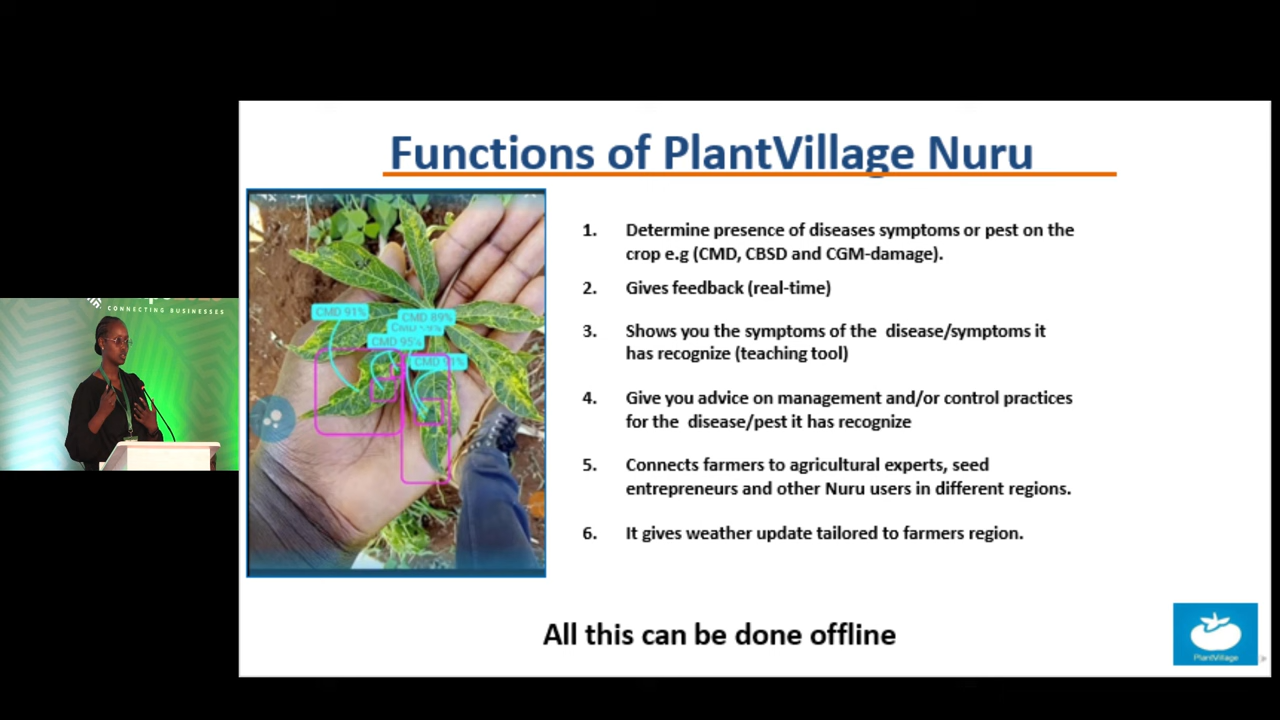 Functions of PlantVillage Nuru
CMD 91%
CMD 89%
CMD 95%
1. Determine presence of diseases symptoms or pest on the
crop e.g (CMD, CBSD and CGM-damage).
2. Gives feedback (real-time)
3. Shows you the symptoms of the disease/symptoms it
has recognize (teaching tool)
4. Give you advice on management and/or control practices
for the disease/pest it has recognize
5. Connects farmers to agricultural experts, seed
entrepreneurs and other Nuru users in different regions.
6. It gives weather update tailored to farmers region.
All this can be done offline
PlantVillage
CONNECTING BUSINESSES